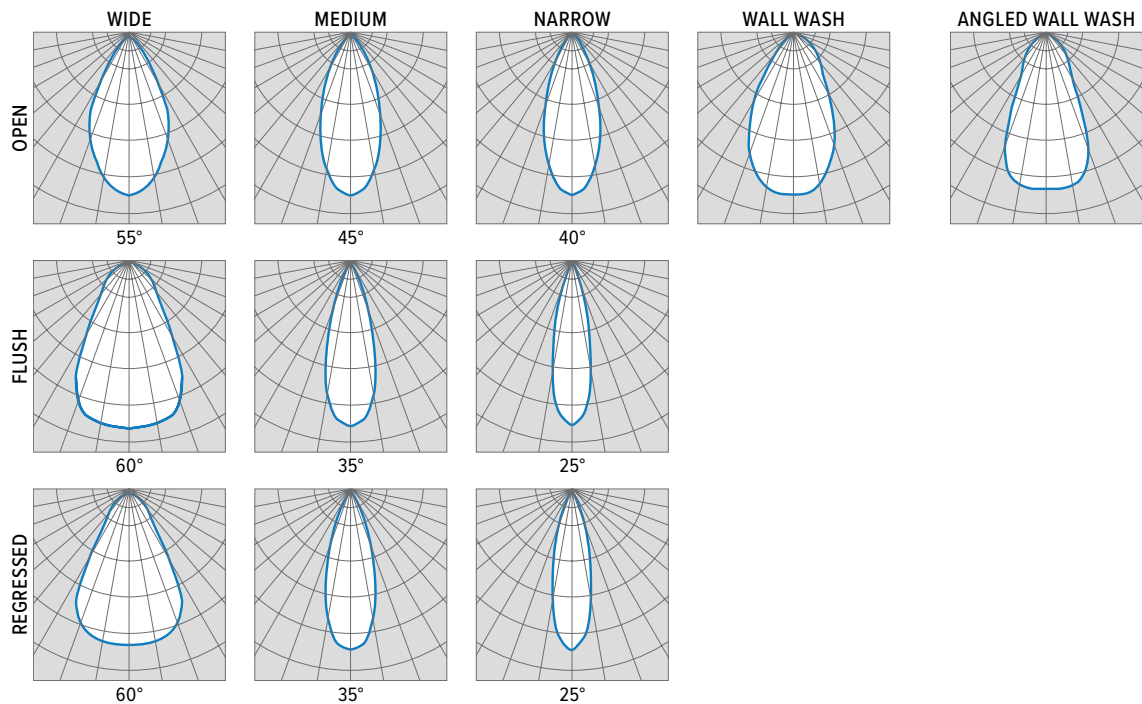 WIDE MEDIUM NARROW WALL WASH ANGLED WALL WASH
OPEN
55° 45° 40°
FLUSH
60° 35° 25°
REGRESSED
60° 35° 25°